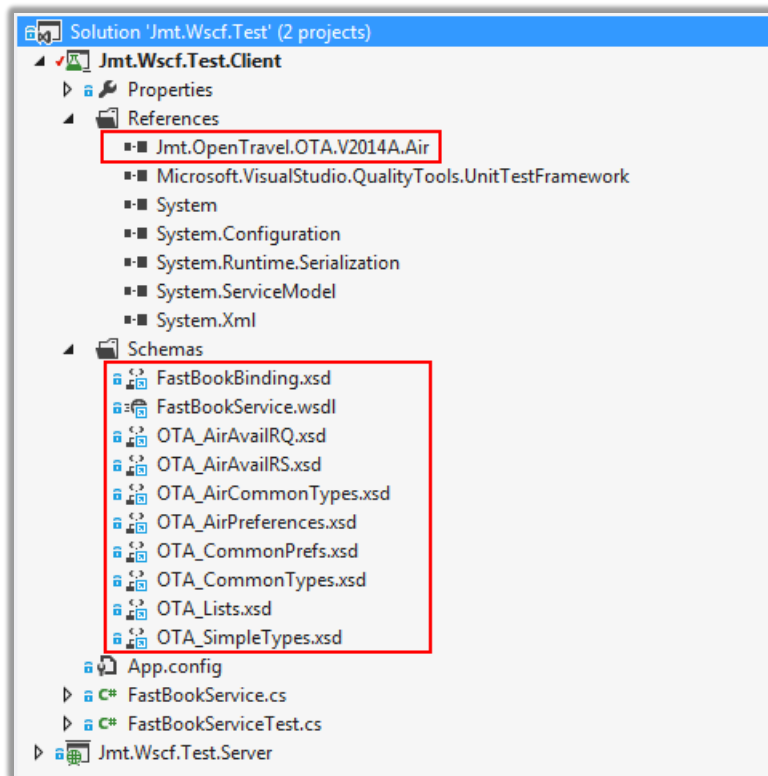 Solution 'Jmt.Wscf.Test' (2 projects)
Jmt.Wscf.Test.Client
Properties
References
Jmt.OpenTravel.OTA.V2014A.Air
Microsoft.VisualStudio.QualityTools.UnitTestFramework
System
System.Configuration
System.Runtime.Serialization
System.ServiceModel
System.Xml
Schemas
FastBookBinding.xsd
FastBookService.wsdl
OTA_AirAvailRQ.xsd
OTA_AirAvailRS.xsd
OTA_AirCommonTypes.xsd
OTA_AirPreferences.xsd
OTA_CommonPrefs.xsd
OTA_CommonTypes.xsd
OTA_Lists.xsd
OTA_SimpleTypes.xsd
App.config
C# FastBookService.cs
C# FastBookServiceTest.cs
Jmt.Wscf.Test.Server